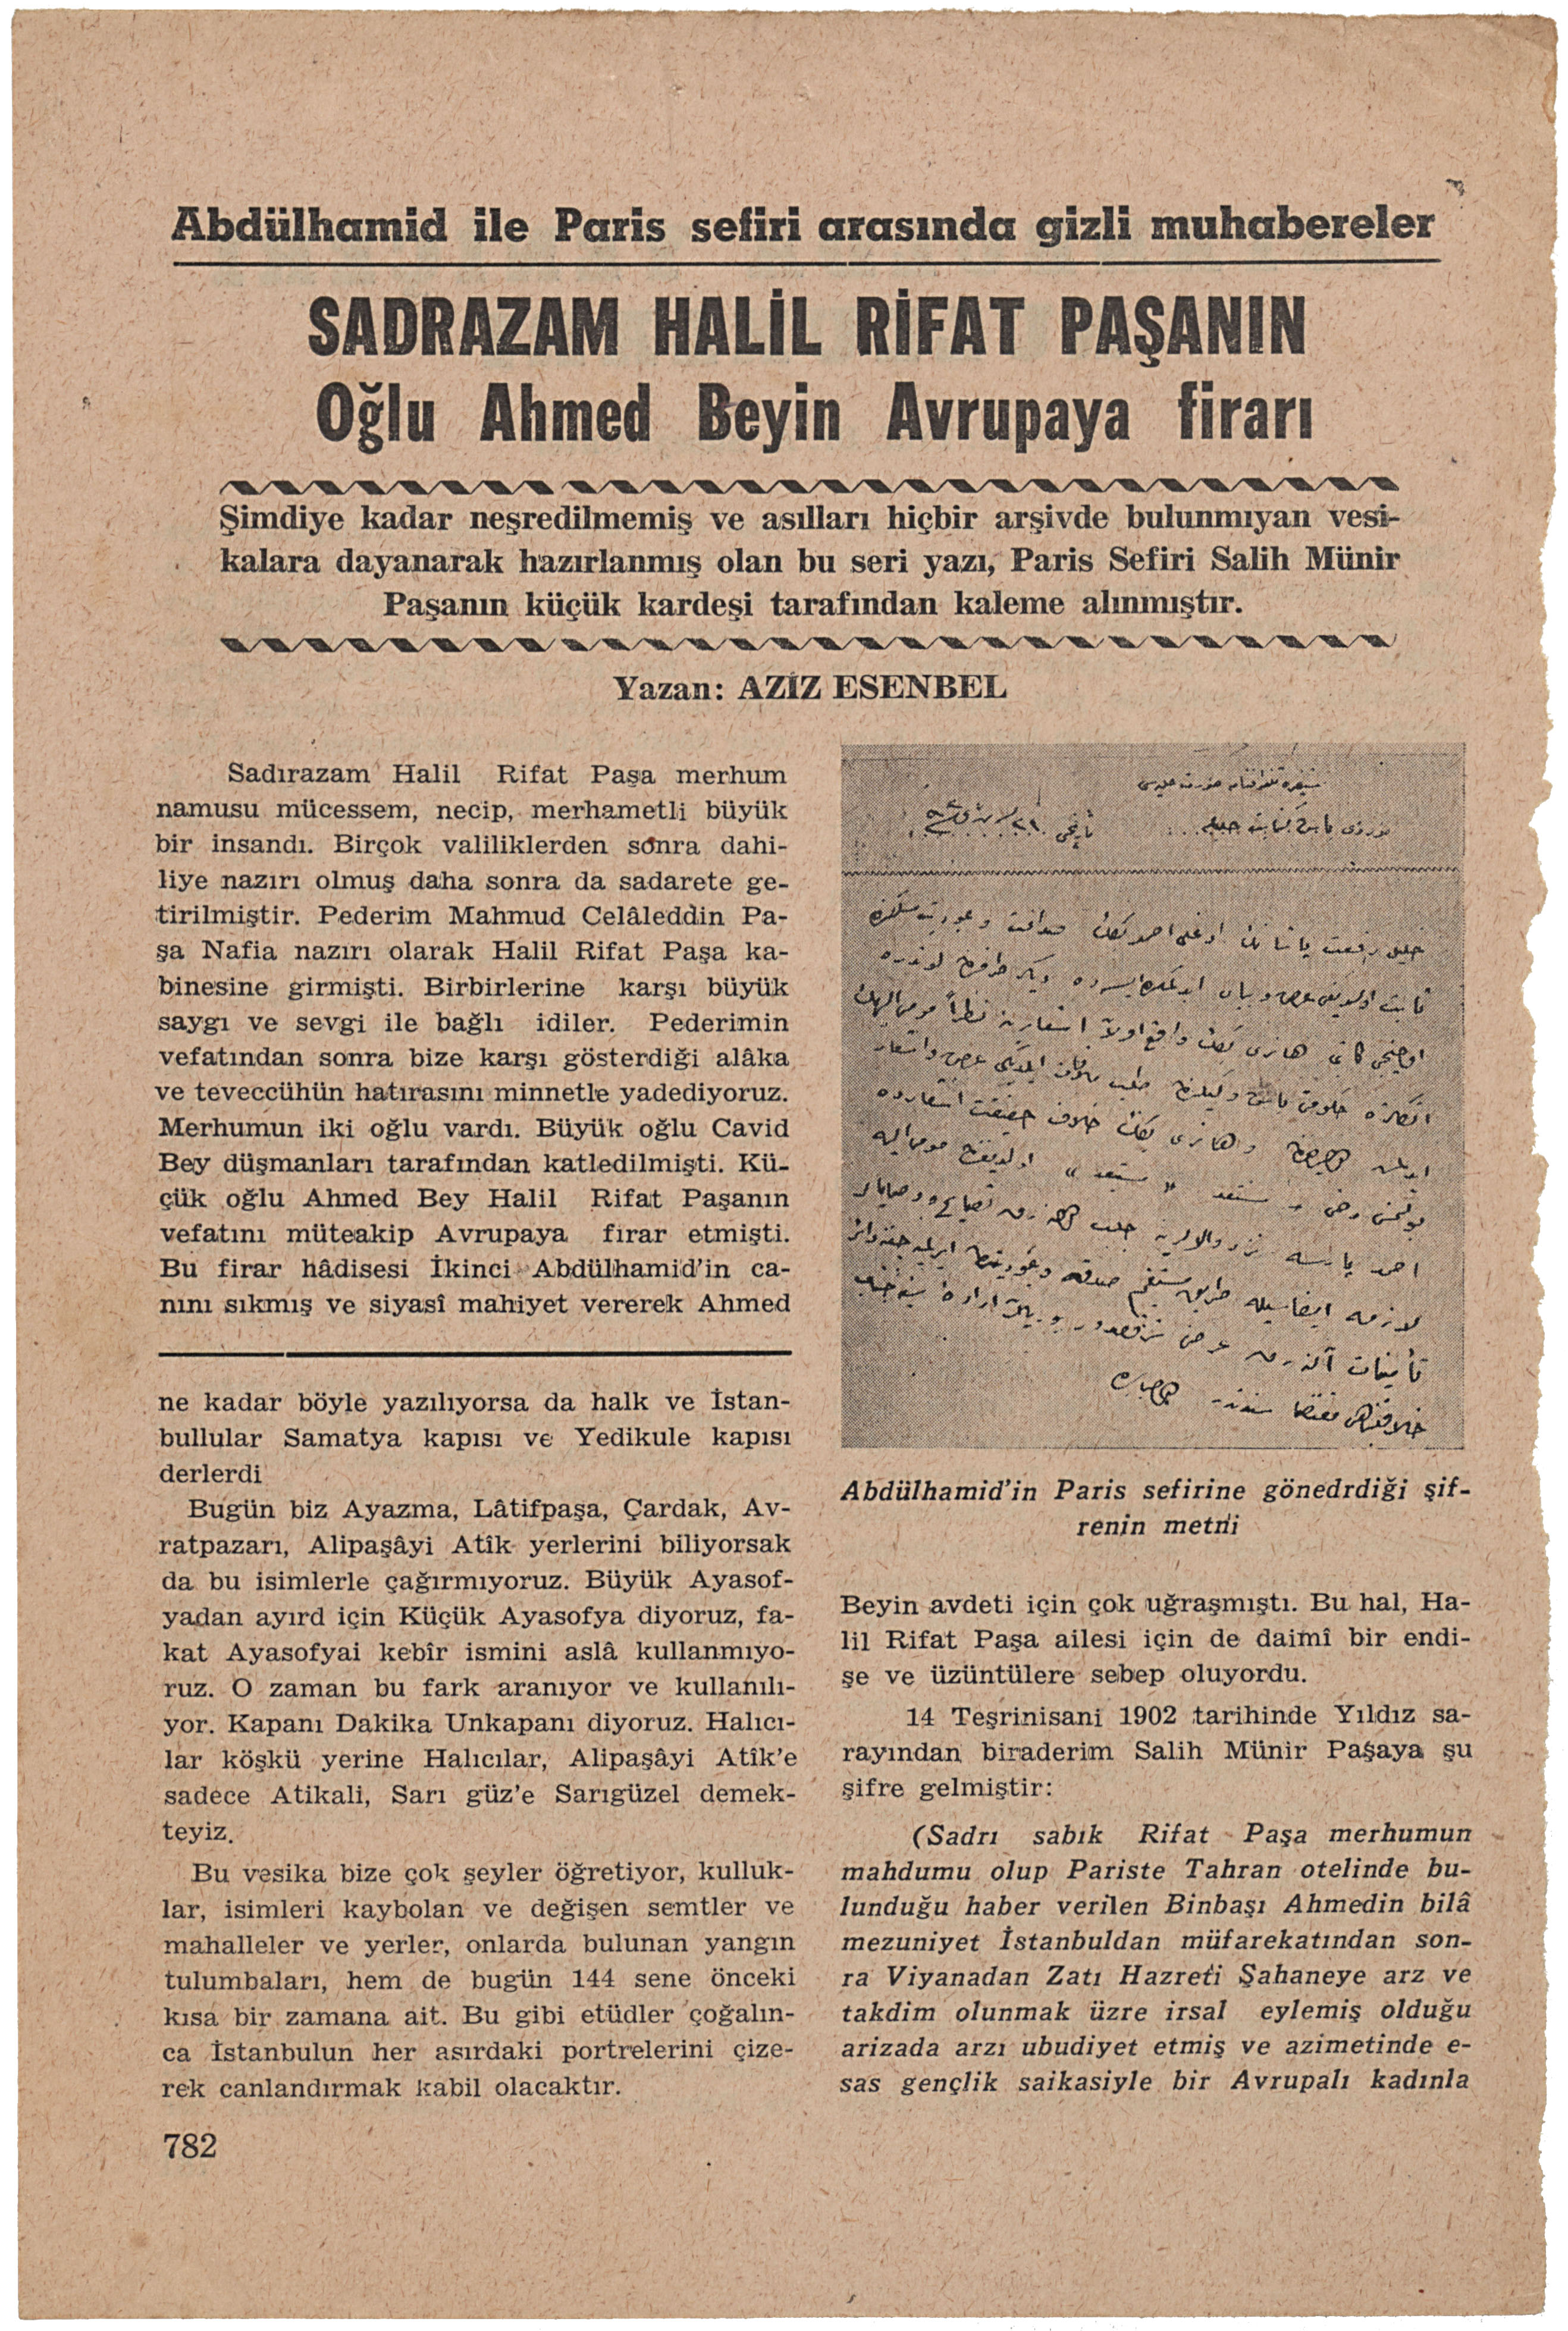 Abdülhamid ile Paris sefiri arasında gizli muhabereler
SADRAZAM HALİL RİFAT PAŞANIN
Oğlu Ahmed Beyin Avrupaya firarı
Şimdiye kadar neşredilmemiş ve asılları hiçbir arşivde bulunmıyan vesi-
kalara dayanarak hazırlanmış olan bu seri yazı, Paris Sefiri Salih Münir
Paşanın küçük kardeşi tarafından kaleme alınmıştır.
Yazan: AZİZ ESENBEL
Sadırazam Halil Rifat Paşa merhum
namusu mücessem, necip, merhametli büyük
bir insandı. Birçok valiliklerden sonra dahi-
liye nazırı olmuş daha sonra da sadarete ge-
tirilmiştir. Pederim Mahmud Celâleddin Pa-
şa Nafia nazırı olarak Halil Rifat Paşa ka-
binesine girmişti. Birbirlerine karşı büyük
saygı ve sevgi ile bağlı idiler. Pederimin
vefatından sonra bize karşı gösterdiği alâka
ve teveccühün hatırasını minnetle yadediyoruz.
Merhumun iki oğlu vardı. Büyük oğlu Cavid
Bey düşmanları tarafından katledilmişti. Kü-
çük oğlu Ahmed Bey Halil Rifat Paşanın
vefatını müteakip Avrupaya firar etmişti.
Bu firar hâdisesi İkinci Abdülhamid'in ca-
nını sıkmış ve siyasî mahiyet vererek Ahmed
ne kadar böyle yazılıyorsa da halk ve İstan-
bullular Samatya kapısı ve Yedikule kapısı
derlerdi
Bugün biz Ayazma, Lâtifpaşa, Çardak, Av-
ratpazarı, Alipaşâyi Atîk yerlerini biliyorsak
da bu isimlerle çağırmıyoruz. Büyük Ayasof-
yadan ayırd için Küçük Ayasofya diyoruz, fa-
kat Ayasofyai kebîr ismini aslâ kullanmıyo-
ruz. O zaman bu fark aranıyor ve kullanılı-
yor. Kapanı Dakika Unkapanı diyoruz. Halıcı-
lar köşkü yerine Halıcılar, Alipaşâyi Atîk'e
sadece Atikali, Sarı güz'e Sarıgüzel demek-
teyiz.
Bu vesika bize çok şeyler öğretiyor, kulluk-
lar, isimleri kaybolan ve değişen semtler ve
mahalleler ve yerler, onlarda bulunan yangın
tulumbaları, hem de bugün 144 sene önceki
kısa bir zamana ait. Bu gibi etüdler çoğalın-
ca İstanbulun her asırdaki portrelerini çize-
rek canlandırmak kabil olacaktır.
782
Abdülhamid'in Paris sefirine gönedrdiği şif-
renin metni
Beyin avdeti için çok uğraşmıştı. Bu hal, Ha-
lil Rifat Paşa ailesi için de daimî bir endi-
şe ve üzüntülere sebep oluyordu.
14 Teşrinisani 1902 tarihinde Yıldız sa-
rayından biraderim Salih Münir Paşaya şu
şifre gelmiştir:
(Sadrı sabık Rifat Paşa merhumun
mahdumu olup Pariste Tahran otelinde bu-
lunduğu haber verilen Binbaşı Ahmedin bilâ
mezuniyet İstanbuldan müfarekatından son-
ra Viyanadan Zatı Hazreti Şahaneye arz ve
takdim olunmak üzre irsal eylemiş olduğu
arizada arzı ubudiyet etmiş ve azimetinde e-
sas gençlik saikasiyle bir Avrupalı kadınla